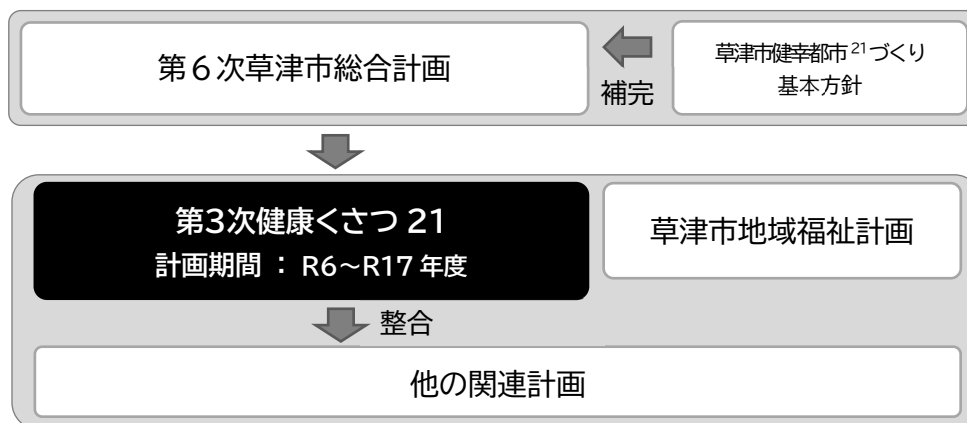 第６次草津市総合計画
補完
草津市健幸都市²¹づくり
基本方針
第3次健康くさつ 21
計画期間 ： R6～R17 年度
草津市地域福祉計画
整合
他の関連計画